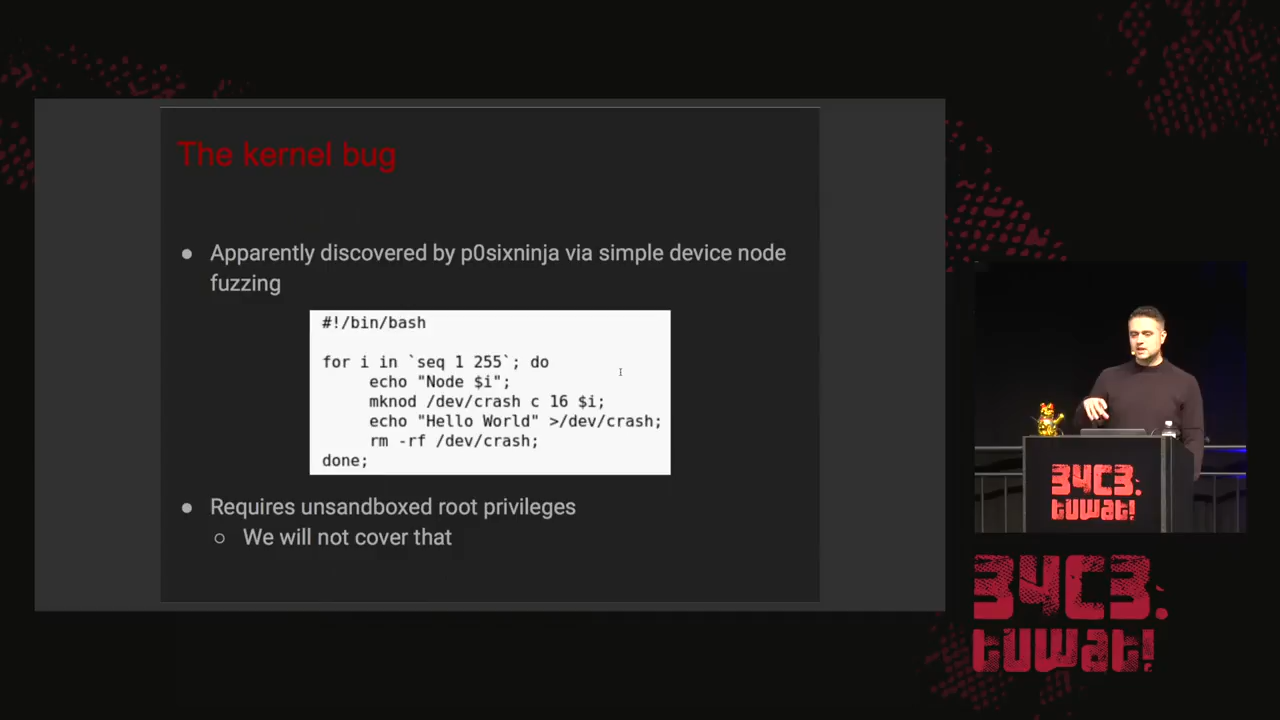 The kernel bug
● Apparently discovered by p0sixninja via simple device node
fuzzing
#!/bin/bash
for i in `seq 1 255`; do
echo "Node $i";
mknod /dev/crash c 16 $i;
echo "Hello World" >/dev/crash;
rm -rf /dev/crash;
done;
● Requires unsandboxed root privileges
○ We will not cover that
34C3.
tuwat!
34C3.
tuwat!